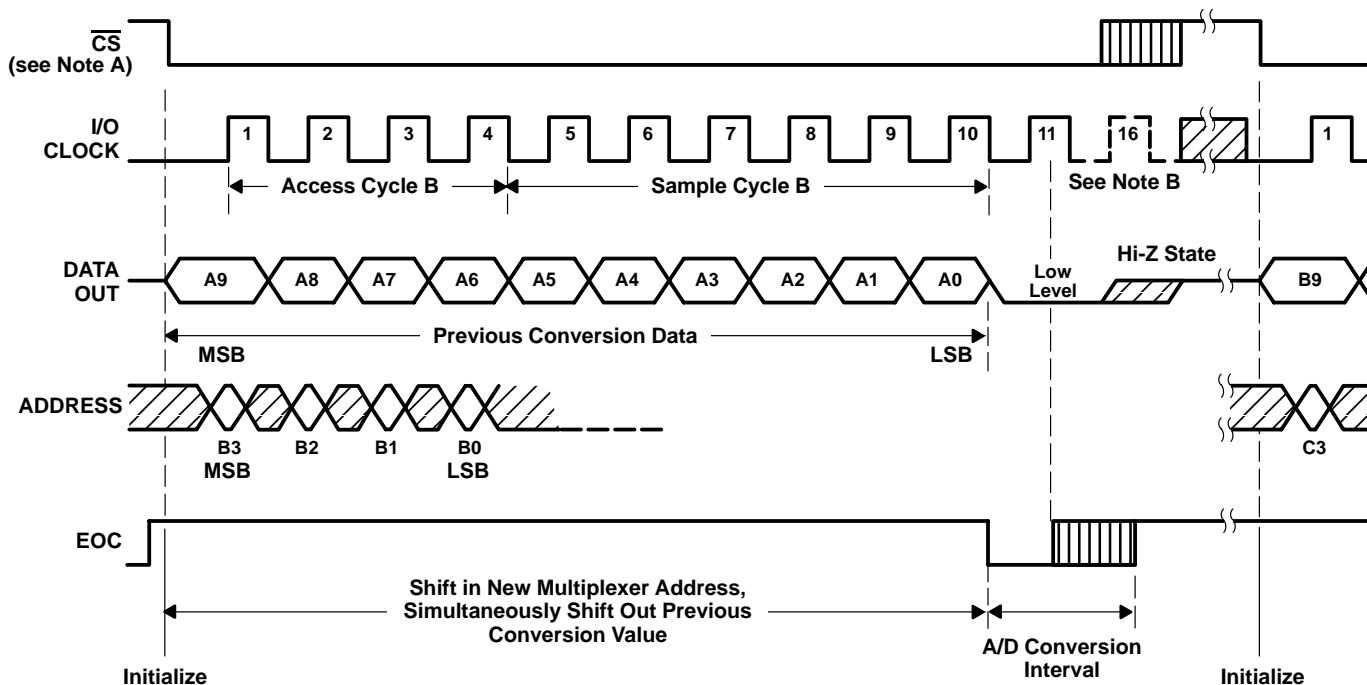 CS
(see Note A)
I/O
CLOCK
1 2 3 4 5 6 7 8 9 10 11 16 1
Access Cycle B
Sample Cycle B
See Note B
Hi-Z State
DATA
OUT
A9 A8 A7 A6 A5 A4 A3 A2 A1 A0
Low
Level
B9
Previous Conversion Data
MSB
LSB
ADDRESS
B3 B2 B1 B0
MSB
LSB
C3
EOC
Shift in New Multiplexer Address,
Simultaneously Shift Out Previous
Conversion Value
A/D Conversion
Interval
Initialize
Initialize